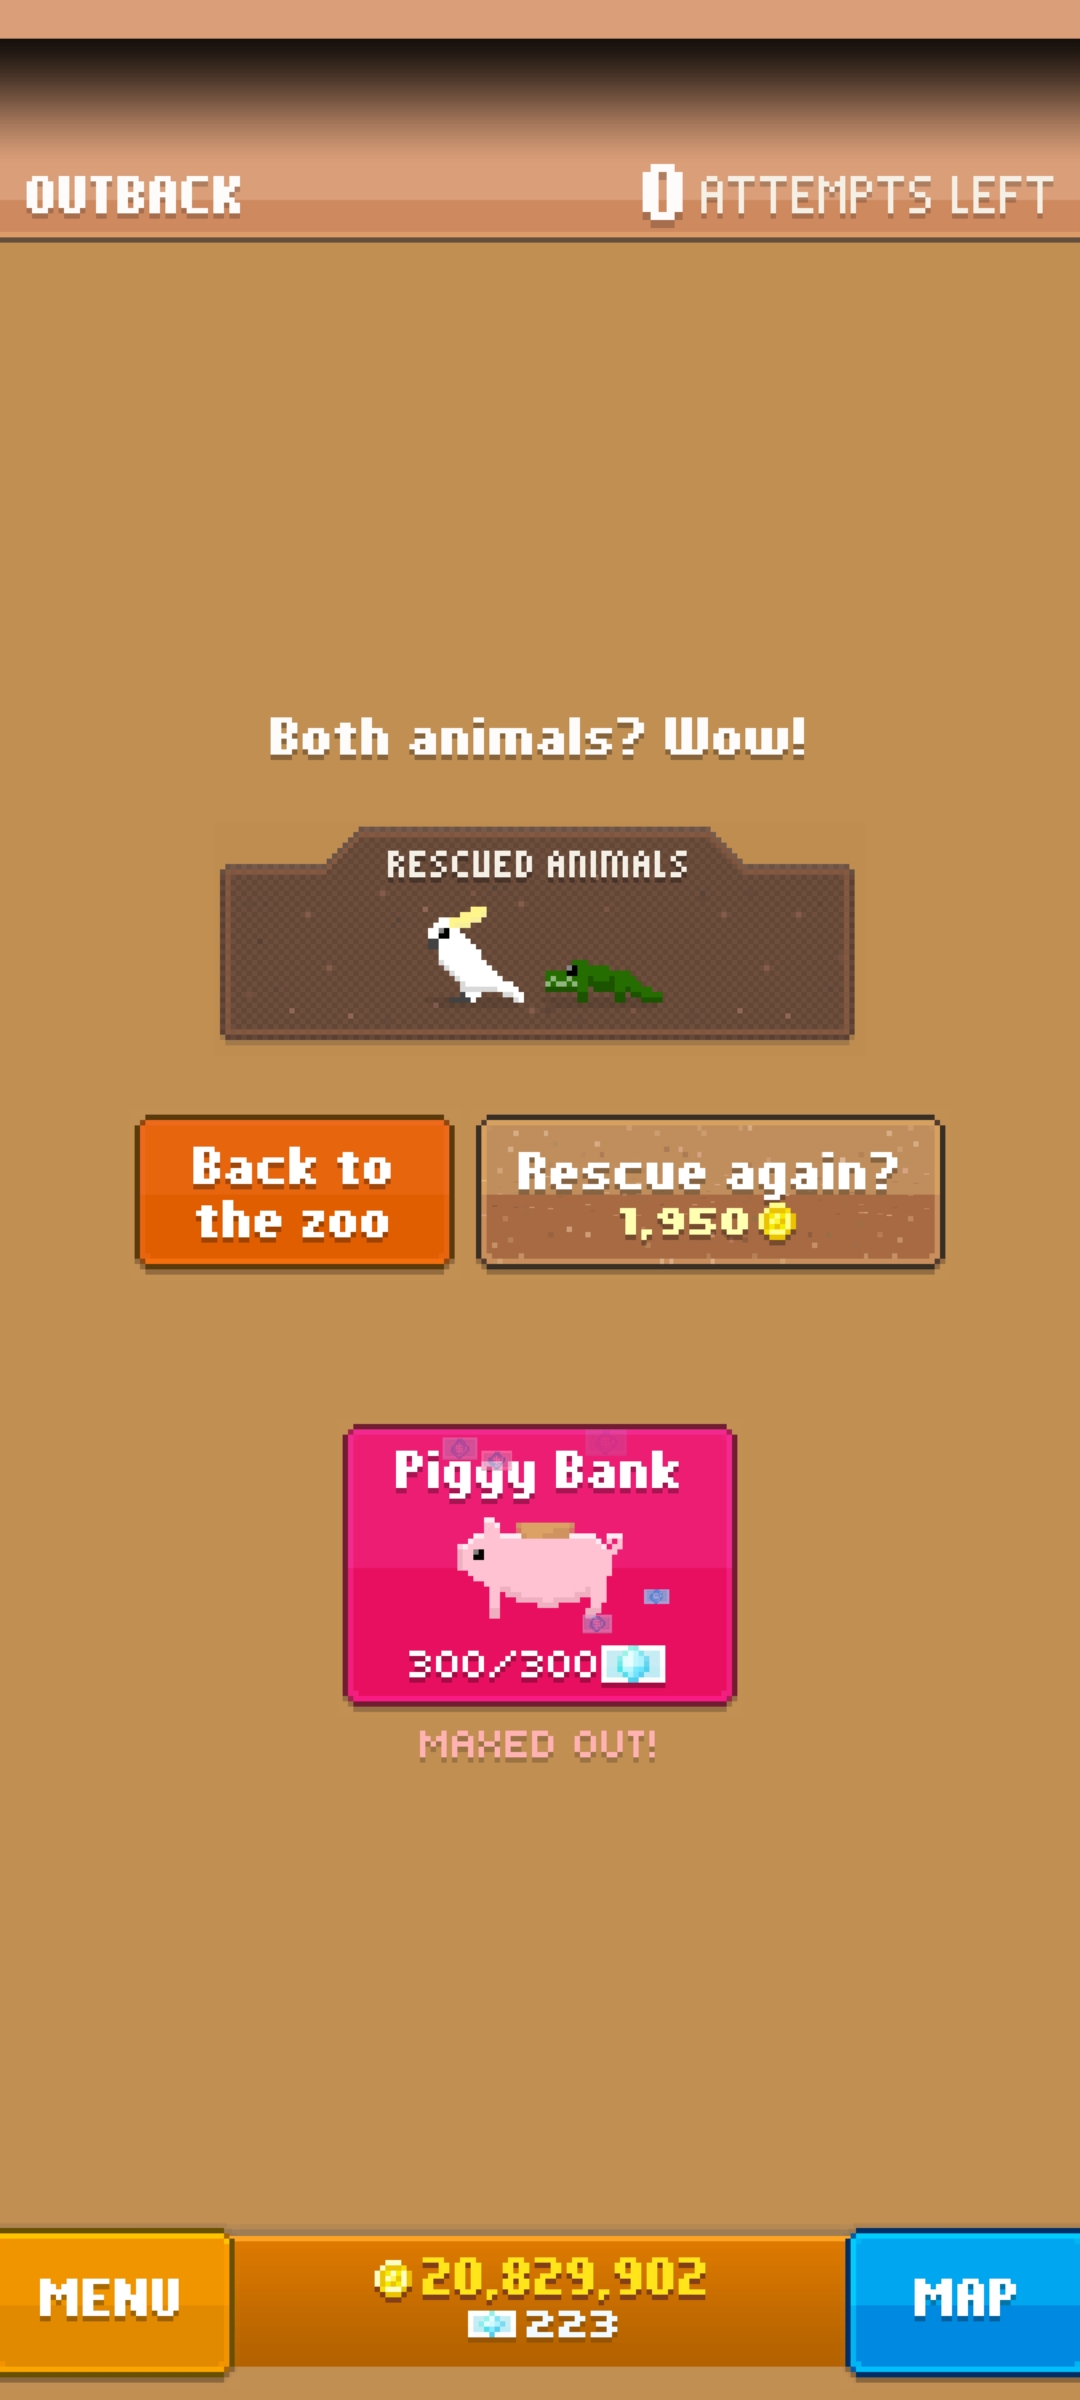 OUTBACK
0 ATTEMPTS LEFT
Both animals? Wow!
RESCUED ANIMALS
Back to
the zoo
Rescue again?
1,950
Piggy Bank
300/300
MAXED OUT!
MENU
20,829,902
223
MAP